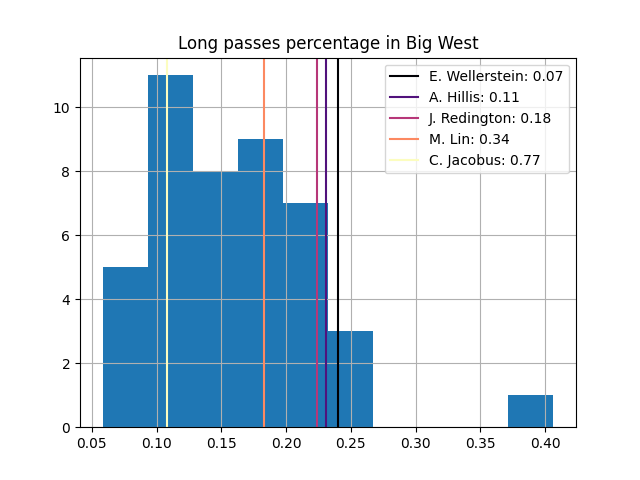 Long passes percentage in Big West
E. Wellerstein: 0.07
A. Hillis: 0.11
J. Redington: 0.18
M. Lin: 0.34
C. Jacobus: 0.77
10
8
6
4
2
0
0.05 0.10 0.15 0.20 0.25 0.30 0.35 0.40